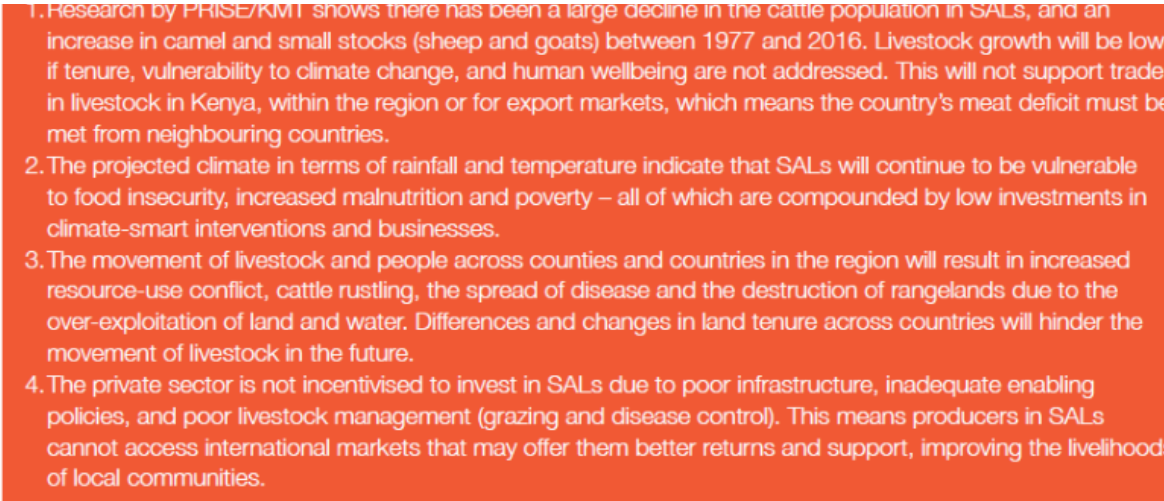 1. Research by PRISE/KMT shows there has been a large decline in the cattle population in SALs, and an
increase in camel and small stocks (sheep and goats) between 1977 and 2016. Livestock growth will be low
if tenure, vulnerability to climate change, and human wellbeing are not addressed. This will not support trade
in livestock in Kenya, within the region or for export markets, which means the country's meat deficit must be
met from neighbouring countries.
2. The projected climate in terms of rainfall and temperature indicate that SALs will continue to be vulnerable
to food insecurity, increased malnutrition and poverty – all of which are compounded by low investments in
climate-smart interventions and businesses.
3. The movement of livestock and people across counties and countries in the region will result in increased
resource-use conflict, cattle rustling, the spread of disease and the destruction of rangelands due to the
over-exploitation of land and water. Differences and changes in land tenure across countries will hinder the
movement of livestock in the future.
4. The private sector is not incentivised to invest in SALs due to poor infrastructure, inadequate enabling
policies, and poor livestock management (grazing and disease control). This means producers in SALs
cannot access international markets that may offer them better returns and support, improving the livelihoods
of local communities.